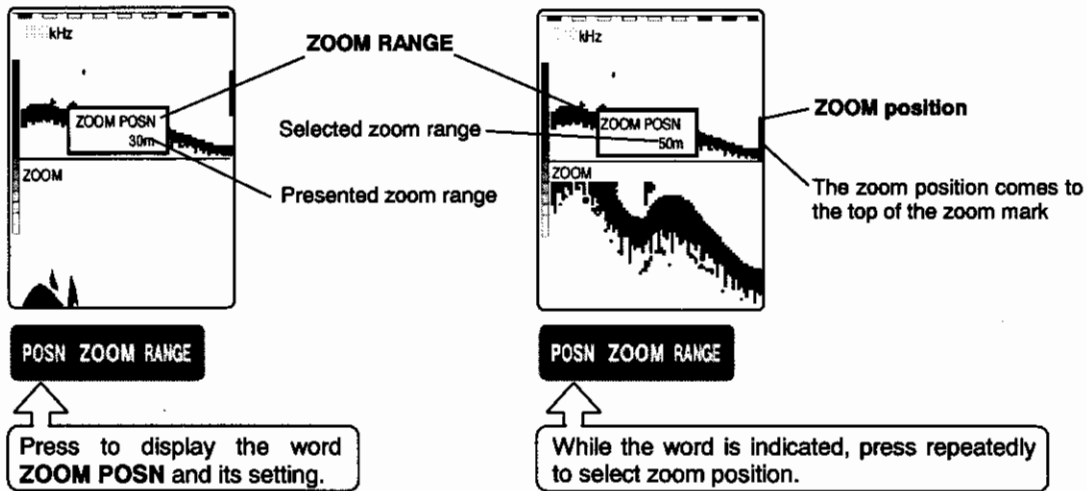 kHz
ZOOM POSN
30m
ZOOM
ZOOM RANGE
Selected zoom range
Presented zoom range
kHz
ZOOM POSN
50m
ZOOM
ZOOM position
The zoom position comes to
the top of the zoom mark
POSN ZOOM RANGE
POSN ZOOM RANGE
Press to display the word
ZOOM POSN and its setting.
While the word is indicated, press repeatedly
to select zoom position.